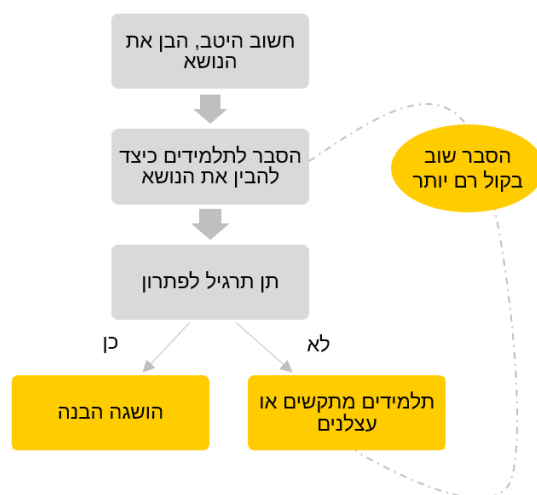 חשוב היטב, הבן את
הנושא
הסבר לתלמידים כיצד
להבין את הנושא
הסבר שוב
בקול רם יותר
תן תרגיל לפתרון
כן
לא
תלמידים מתקשים או
עצלנים
הושגה הבנה